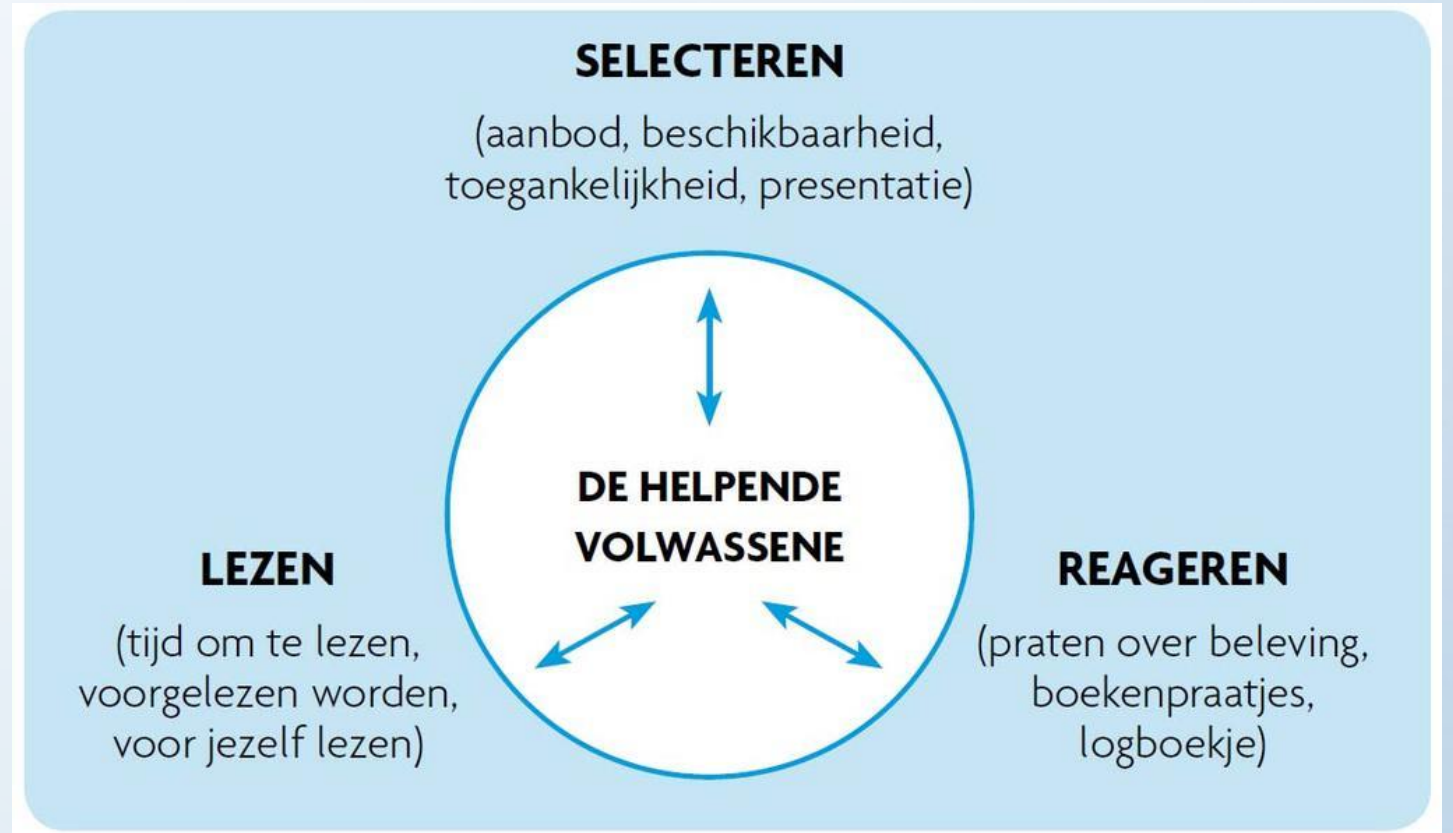 SELECTEREN
(aanbod, beschikbaarheid,
toegankelijkheid, presentatie)
DE HELPENDE
VOLWASSENE
LEZEN
(tijd om te lezen,
voorgelezen worden,
voor jezelf lezen)
REAGEREN
(praten over beleving,
boekenpraatjes,
logboekje)